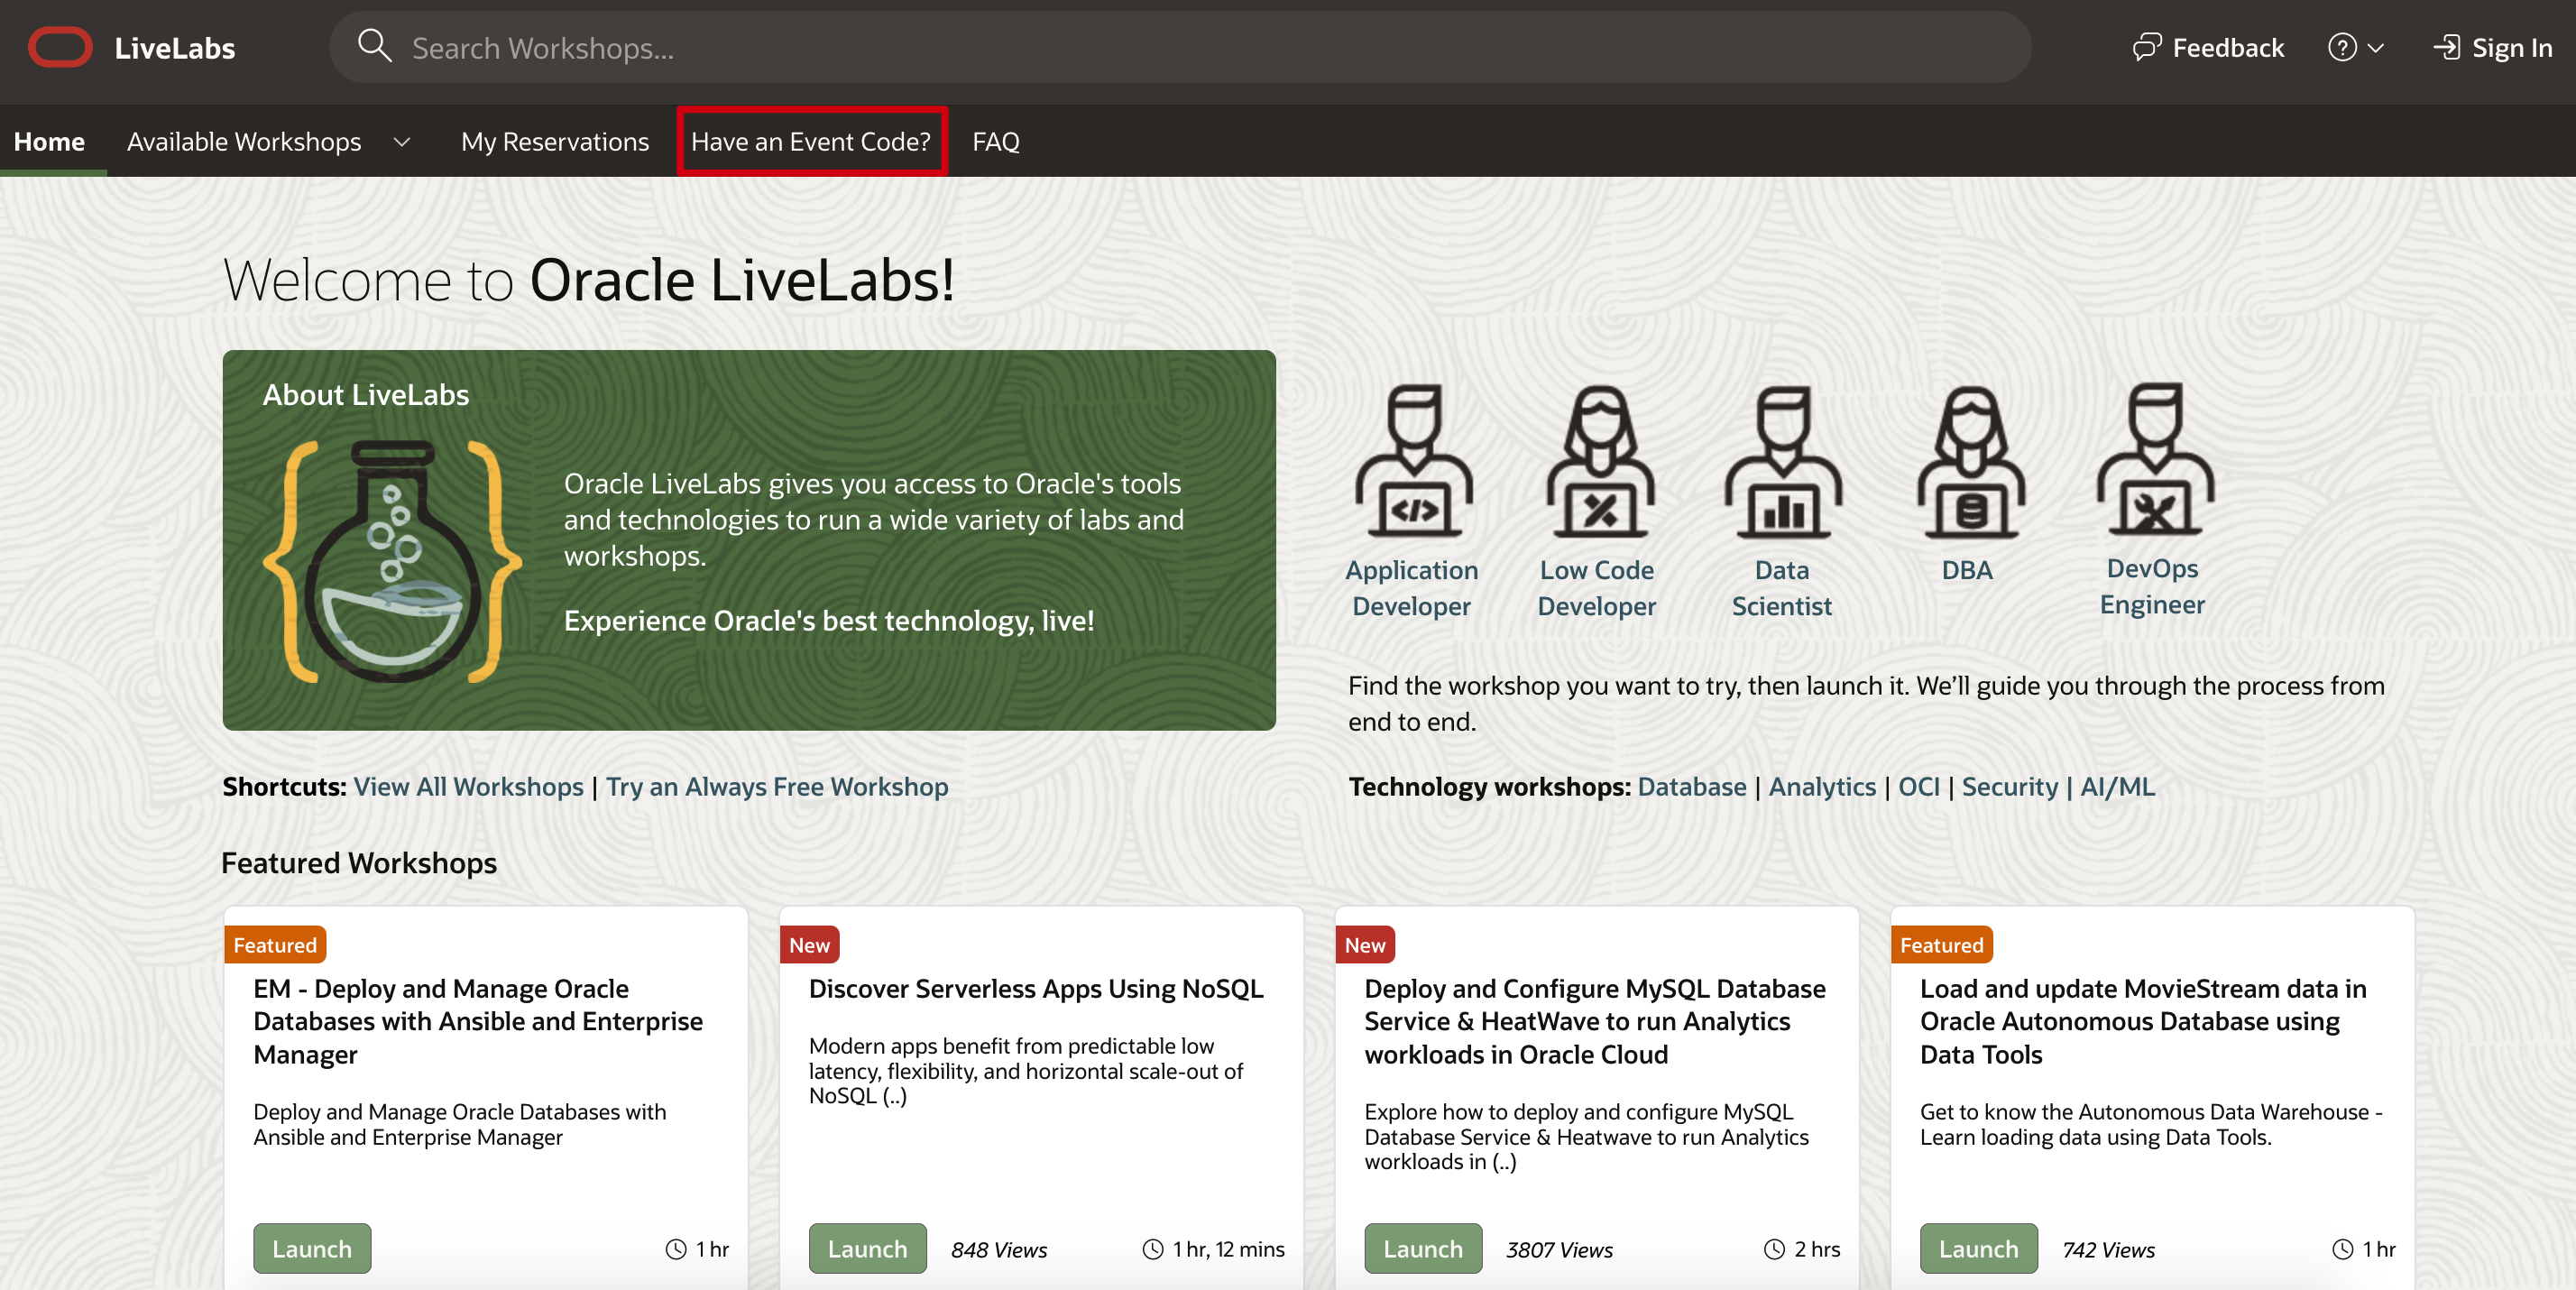 LiveLabs
Search Workshops...
Feedback
Sign In
Home
Available Workshops
My Reservations
Have an Event Code?
FAQ
Welcome to Oracle LiveLabs!
About LiveLabs
Oracle LiveLabs gives you access to Oracle's tools
and technologies to run a wide variety of labs and
workshops.
Experience Oracle's best technology, live!
Application
Developer
Low Code
Developer
Data
Scientist
DBA
DevOps
Engineer
Find the workshop you want to try, then launch it. We’ll guide you through the process from
end to end.
Shortcuts: View All Workshops | Try an Always Free Workshop
Technology workshops: Database | Analytics | OCI | Security | AI/ML
Featured Workshops
Featured
EM - Deploy and Manage Oracle
Databases with Ansible and Enterprise
Manager
Deploy and Manage Oracle Databases with
Ansible and Enterprise Manager
Launch
1 hr
New
Discover Serverless Apps Using NoSQL
Modern apps benefit from predictable low
latency, flexibility, and horizontal scale-out of
NoSQL (..)
Launch
848 Views
1 hr, 12 mins
New
Deploy and Configure MySQL Database
Service & HeatWave to run Analytics
workloads in Oracle Cloud
Explore how to deploy and configure MySQL
Database Service & Heatwave to run Analytics
workloads in (..)
Launch
3807 Views
2 hrs
Featured
Load and update MovieStream data in
Oracle Autonomous Database using
Data Tools
Get to know the Autonomous Data Warehouse -
Learn loading data using Data Tools.
Launch
742 Views
1 hr